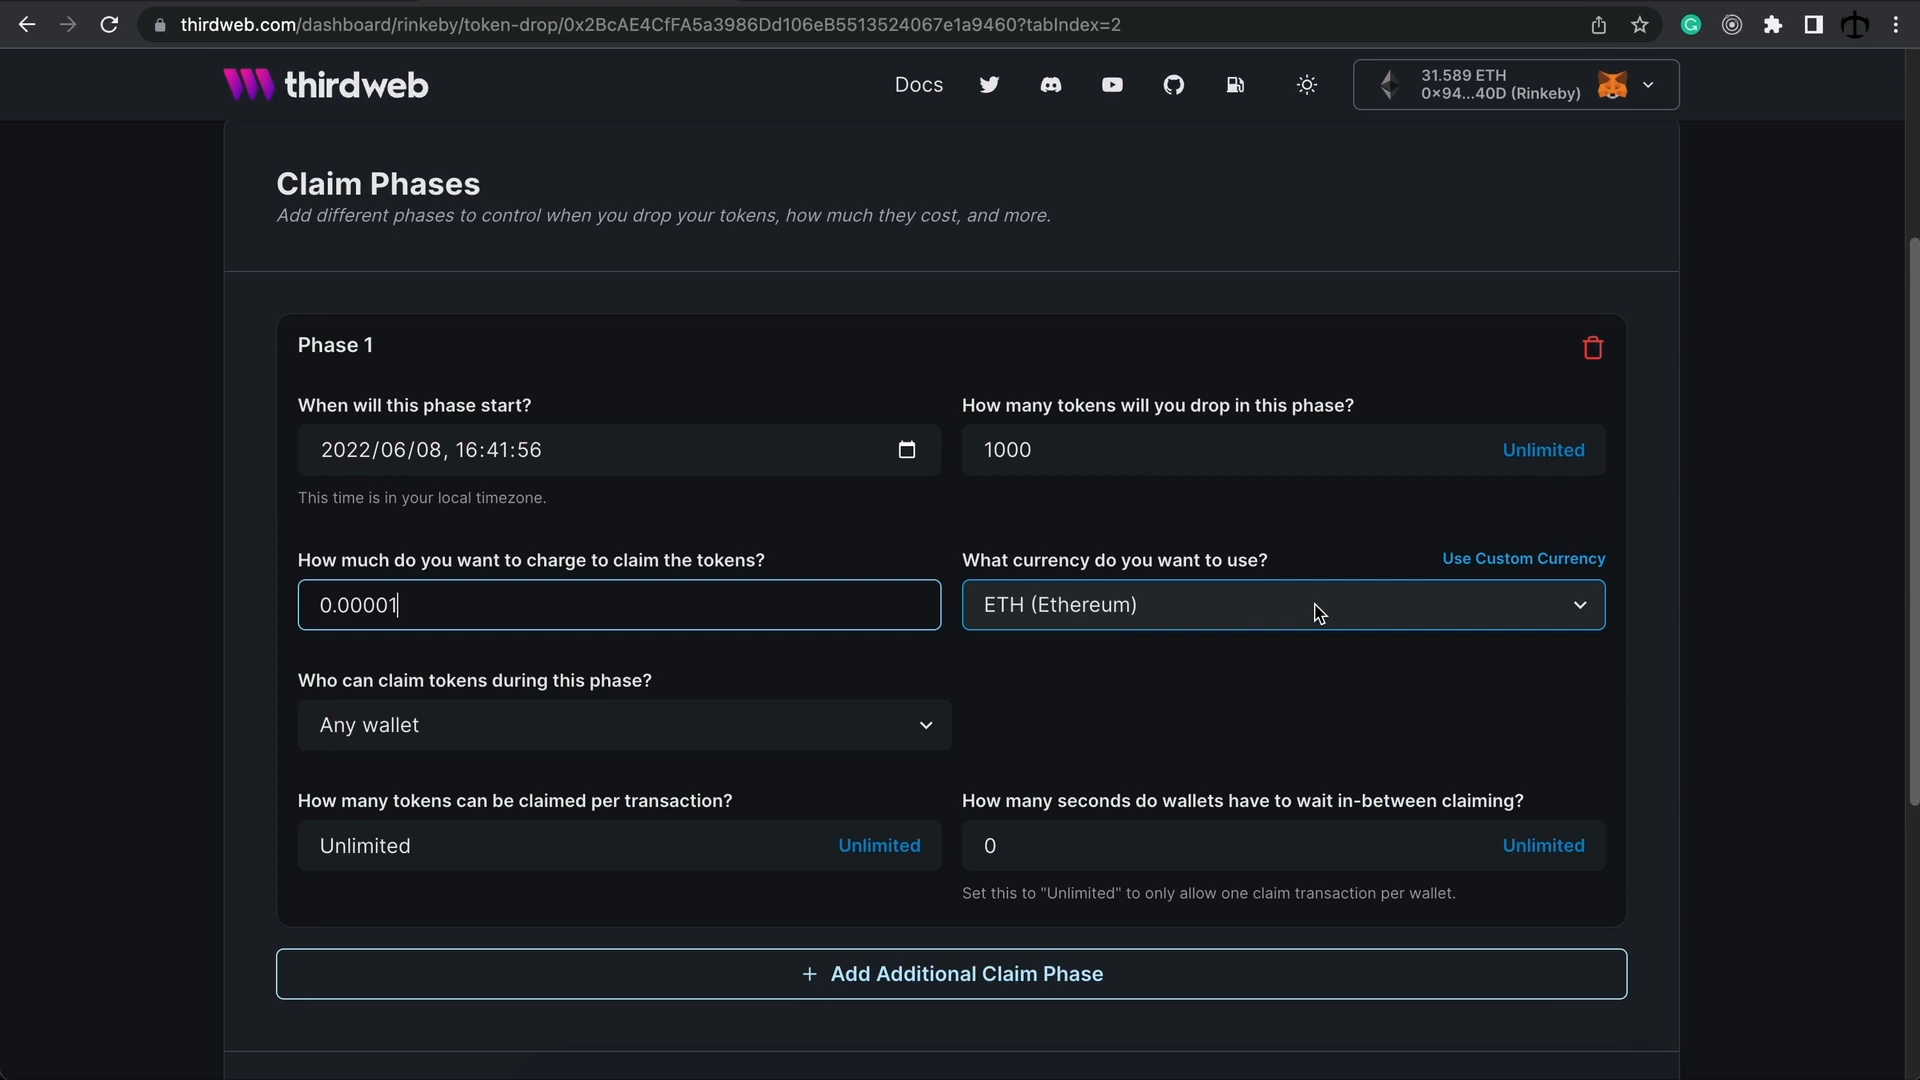 thirdweb.com/dashboard/rinkeby/token-drop/0x2BcAE4CfFA5a3986Dd106eB5513524067e1a9460?tabIndex=2
thirdweb
Docs
31.589 ETH
0×94...40D (Rinkeby)
Claim Phases
Add different phases to control when you drop your tokens, how much they cost, and more.
Phase 1
When will this phase start?
How many tokens will you drop in this phase?
2022/06/08, 16:41:56
1000
Unlimited
This time is in your local timezone.
How much do you want to charge to claim the tokens?
What currency do you want to use?
Use Custom Currency
0.00001
ETH (Ethereum)
Who can claim tokens during this phase?
Any wallet
How many tokens can be claimed per transaction?
How many seconds do wallets have to wait in-between claiming?
Unlimited
Unlimited
0
Unlimited
Set this to "Unlimited" to only allow one claim transaction per wallet.
+ Add Additional Claim Phase